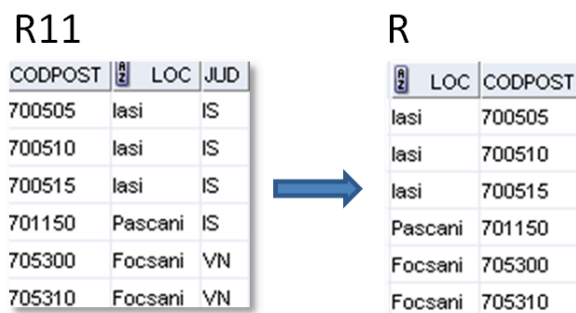 R11
CODPOST LOC JUD
700505 Iasi IS
700510 Iasi IS
700515 Iasi IS
701150 Pascani IS
705300 Focsani VN
705310 Focsani VN
R
LOC CODPOST
Iasi 700505
Iasi 700510
Iasi 700515
Pascani 701150
Focsani 705300
Focsani 705310